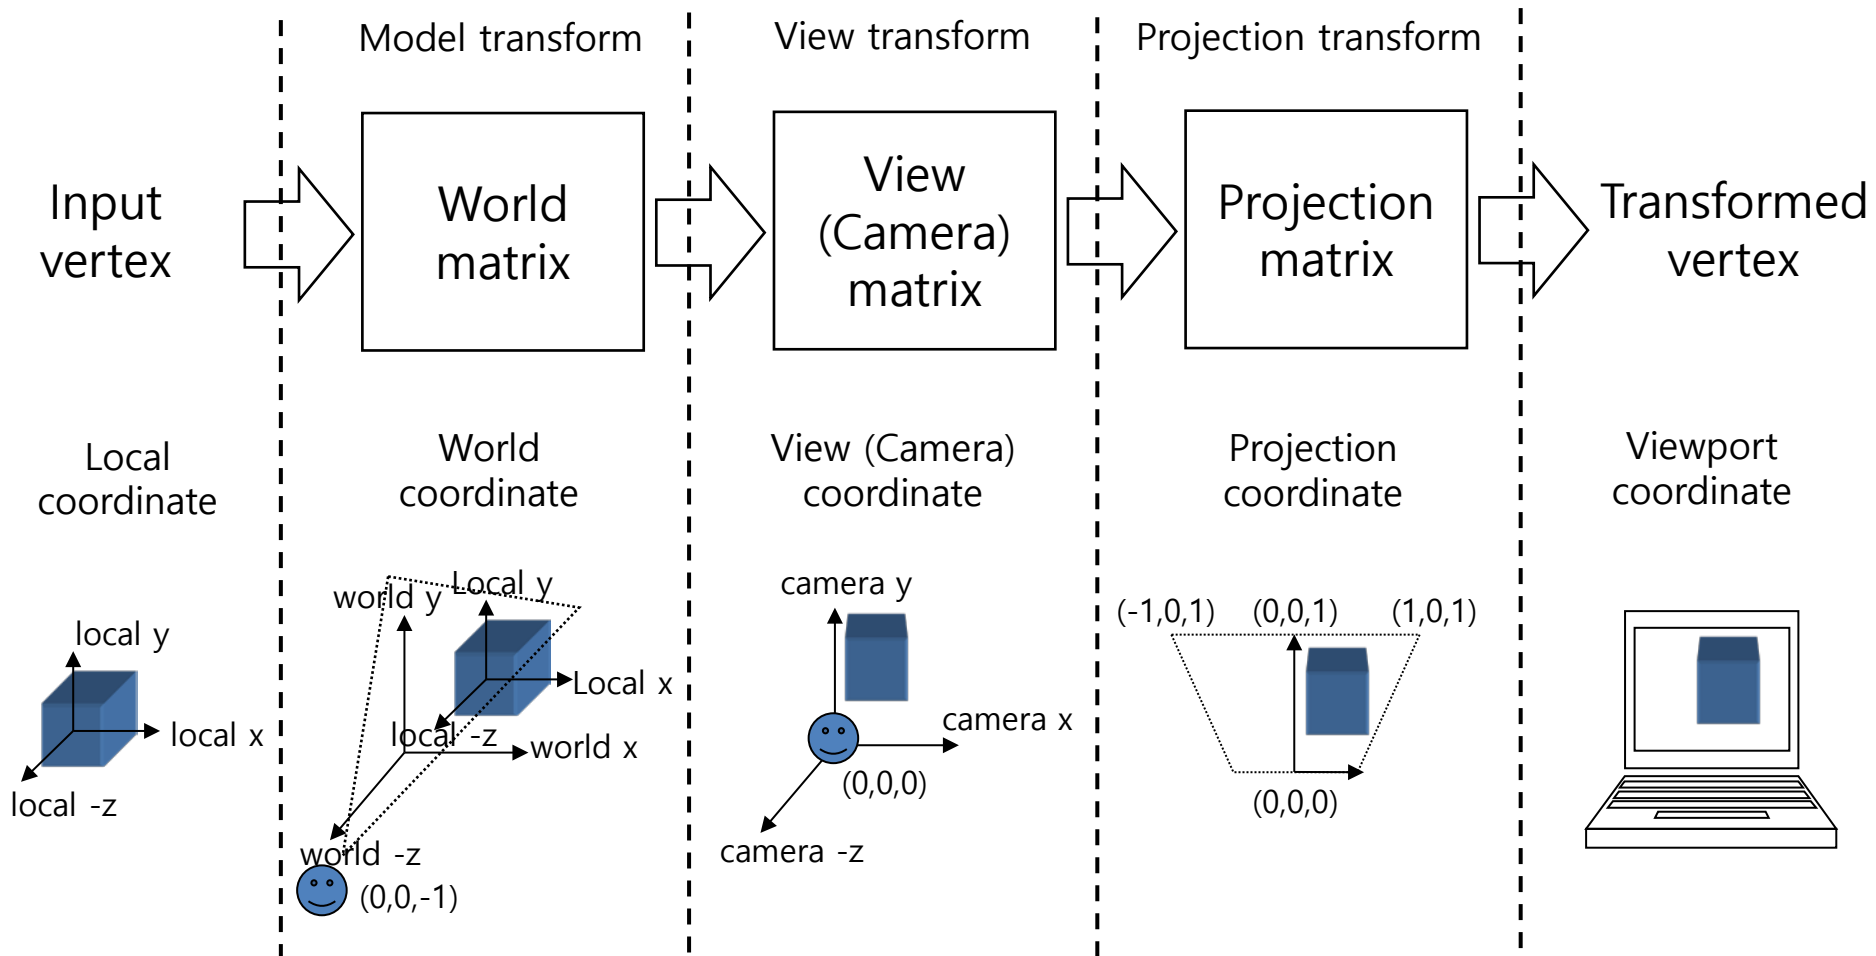 Model transform
View transform
Projection transform
Input
vertex
World
matrix
View
(Camera)
matrix
Projection
matrix
Transformed
vertex
Local
coordinate
World
coordinate
View (Camera)
coordinate
Projection
coordinate
Viewport
coordinate
local y
local x
local -z
world y
Local y
Local x
local -z
world x
world -z
(0,0,-1)
camera y
camera x
(0,0,0)
camera -z
(-1,0,1)
(0,0,1)
(1,0,1)
(0,0,0)